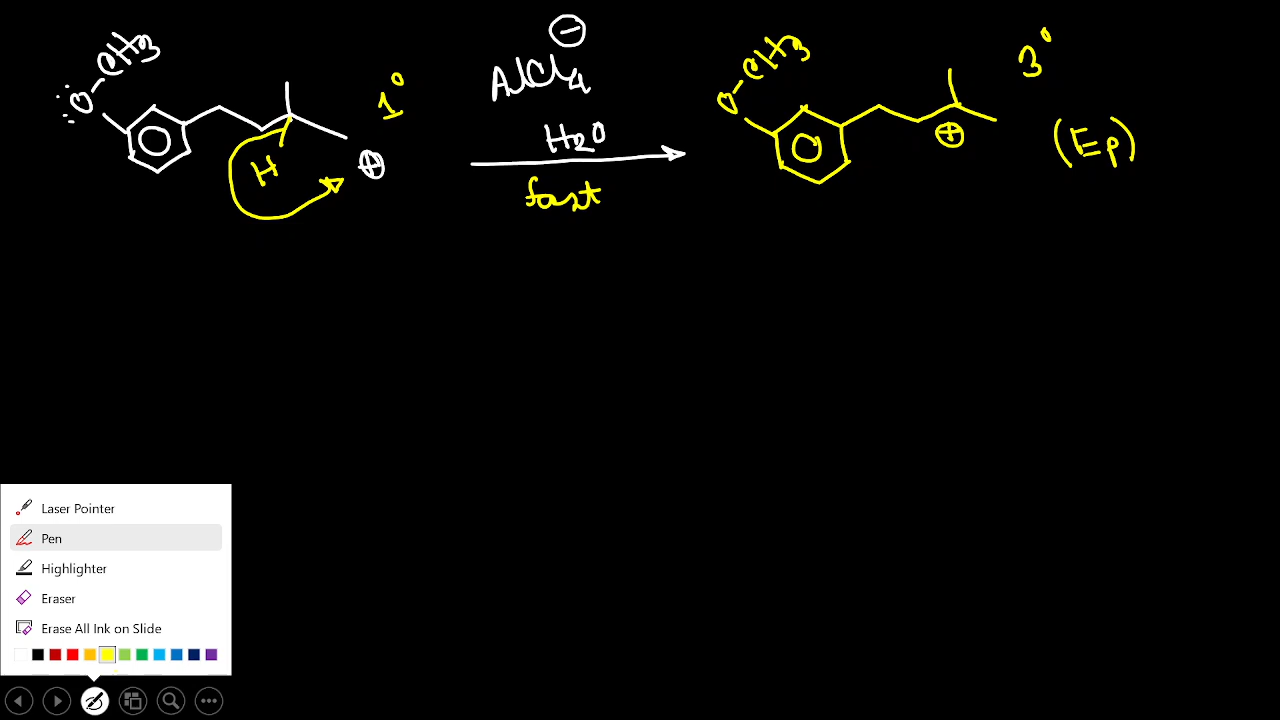 ⊖
CH3
CH3
3°
1°
AlCl4
:O:
O
H2O
⊕
(Ep)
H
⊕
fast
Laser Pointer
Pen
Highlighter
Eraser
Erase All Ink on Slide